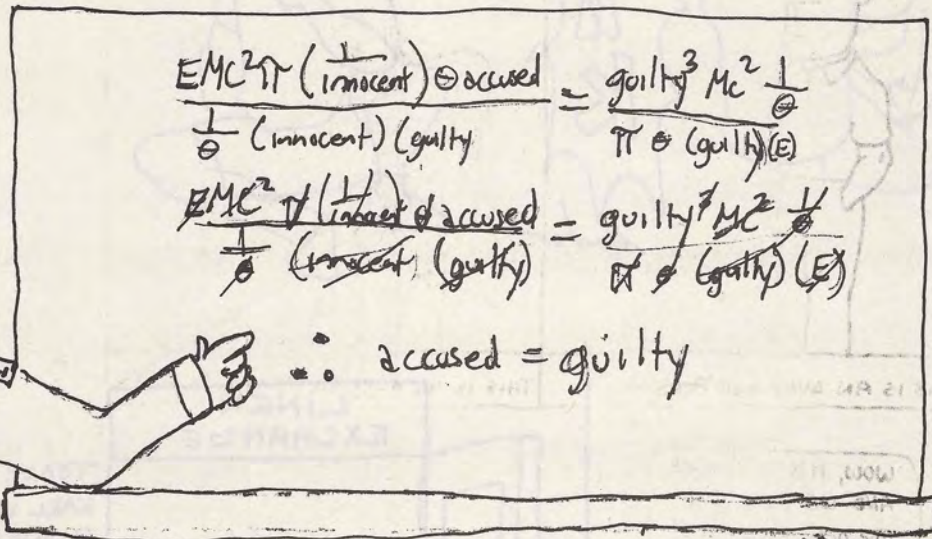 EMC² π (1/innocent) θ accused / 1/θ (innocent) (guilty = guilty³ Mc² 1/θ / π θ (guilty)(E)
EMC² π (1/innocent) θ accused / 1/θ (innocent) (guilty) = guilty³ Mc² 1/θ / π θ (guilty) (E)
∴ accused = guilty